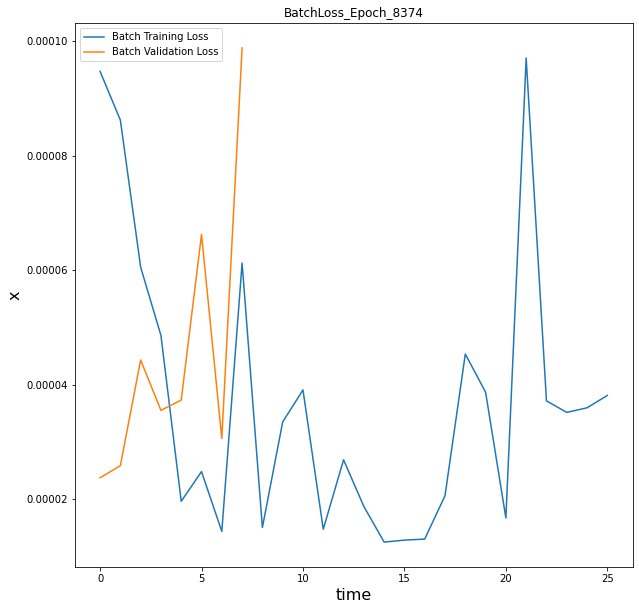 BatchLoss_Epoch_8374
Batch Training Loss
Batch Validation Loss
0.00010
0.00008
0.00006
0.00004
0.00002
x
0 5 10 15 20 25
time